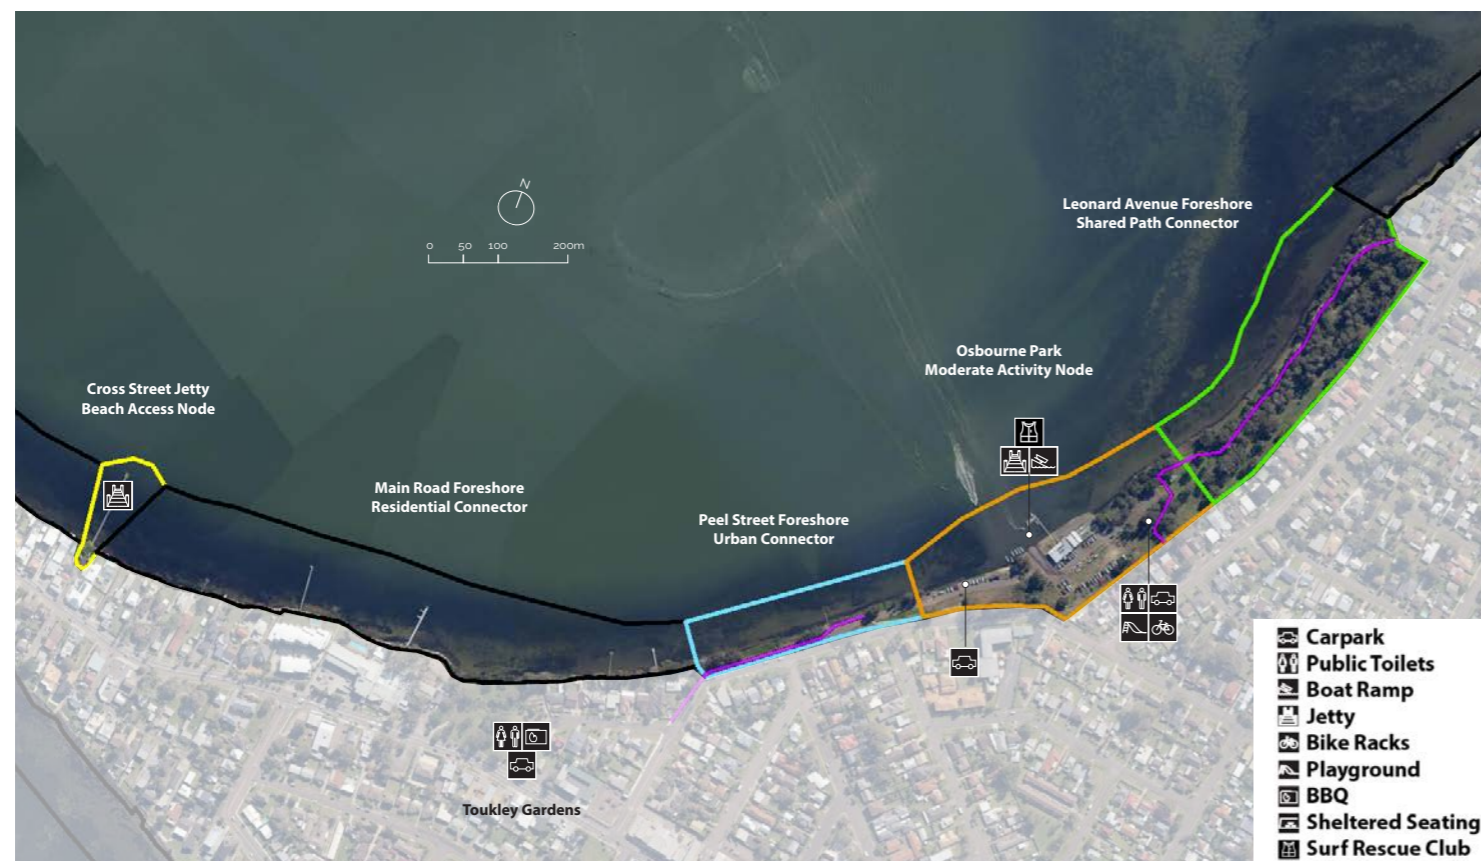 N
0 50 100 200m
Leonard Avenue Foreshore
Shared Path Connector
Osbourne Park
Moderate Activity Node
Cross Street Jetty
Beach Access Node
Main Road Foreshore
Residential Connector
Peel Street Foreshore
Urban Connector
Toukley Gardens
Carpark
Public Toilets
Boat Ramp
Jetty
Bike Racks
Playground
BBQ
Sheltered Seating
Surf Rescue Club